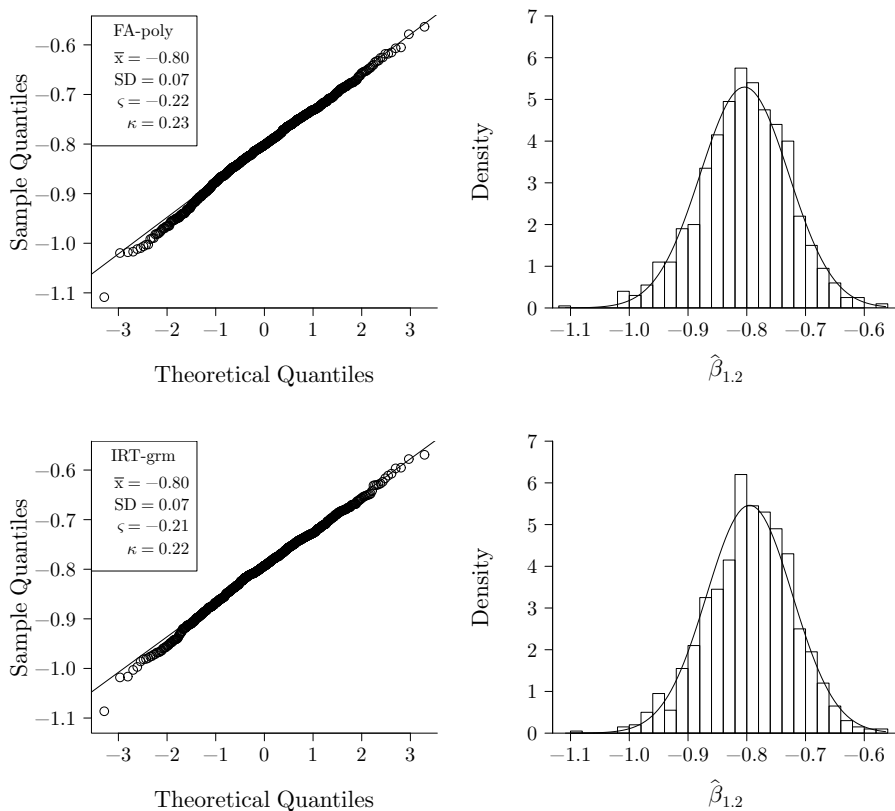 FA-poly
x̅ = −0.80
SD = 0.07
ς = −0.22
κ = 0.23
Sample Quantiles
−0.6
−0.7
−0.8
−0.9
−1.0
−1.1
−3 −2 −1 0 1 2 3
Theoretical Quantiles
Density
7
6
5
4
3
2
1
0
−1.1 −1.0 −0.9 −0.8 −0.7 −0.6
β̂1.2
IRT-grm
x̅ = −0.80
SD = 0.07
ς = −0.21
κ = 0.22
Sample Quantiles
−0.6
−0.7
−0.8
−0.9
−1.0
−1.1
−3 −2 −1 0 1 2 3
Theoretical Quantiles
Density
7
6
5
4
3
2
1
0
−1.1 −1.0 −0.9 −0.8 −0.7 −0.6
β̂1.2